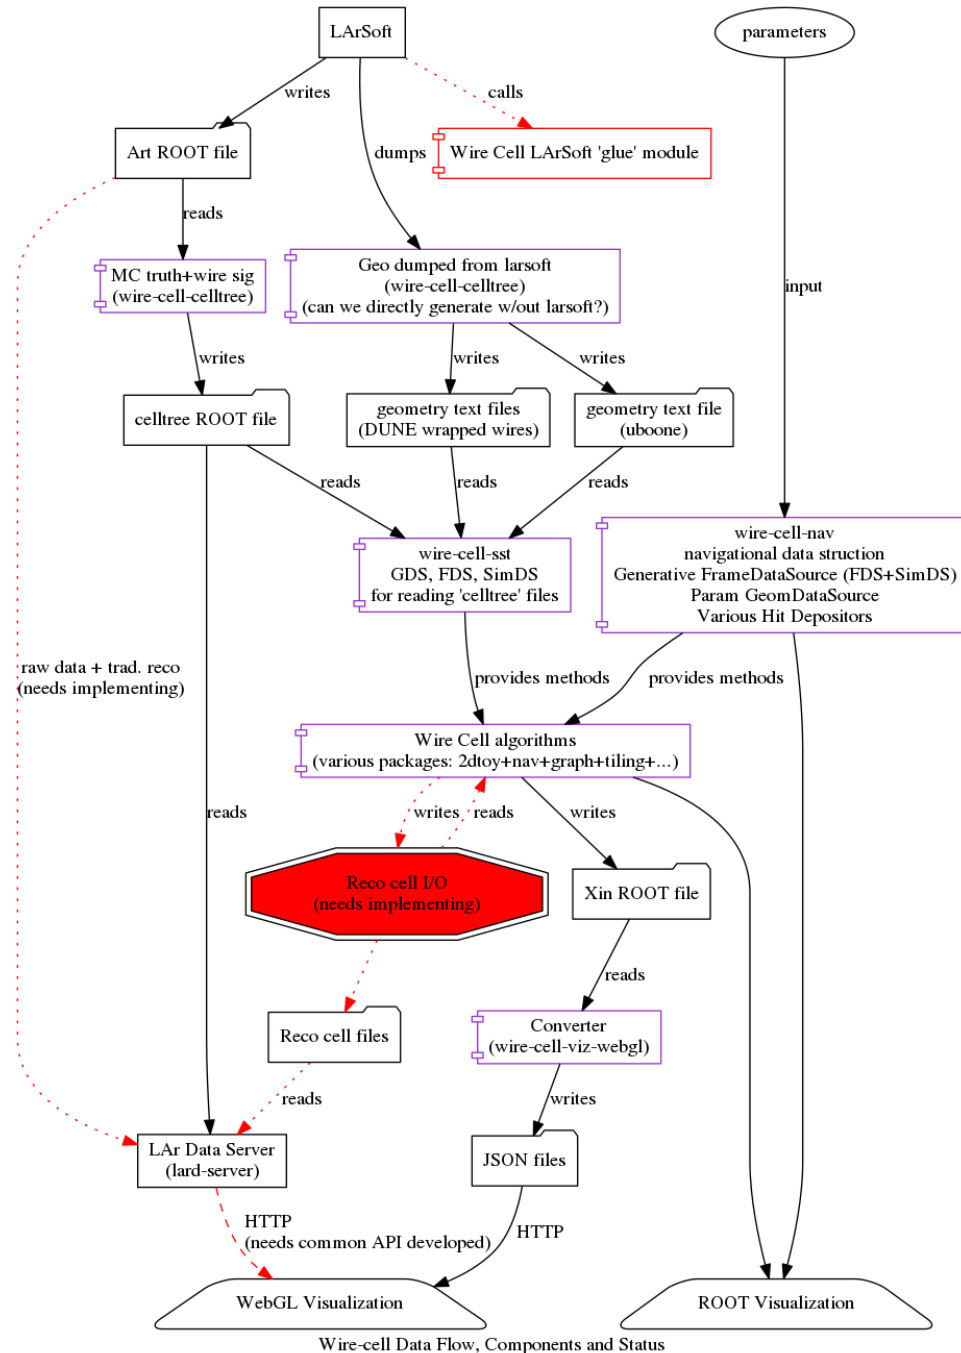 LArSoft
parameters
writes
calls
dumps
Art ROOT file
Wire Cell LArSoft 'glue' module
reads
MC truth+wire sig
(wire-cell-celltree)
Geo dumped from larsoft
(wire-cell-celltree)
(can we directly generate w/out larsoft?)
input
writes
writes
writes
celltree ROOT file
geometry text files
(DUNE wrapped wires)
geometry text file
(uboone)
reads
reads
reads
wire-cell-sst
GDS, FDS, SimDS
for reading 'celltree' files
wire-cell-nav
navigational data struction
Generative FrameDataSource (FDS+SimDS)
Param GeomDataSource
Various Hit Depositors
raw data + trad. reco
(needs implementing)
provides methods
provides methods
Wire Cell algorithms
(various packages: 2dtoy+nav+graph+tiling+...)
reads
writes
reads
writes
Reco cell I/O
(needs implementing)
Xin ROOT file
reads
Reco cell files
Converter
(wire-cell-viz-webgl)
reads
writes
LAr Data Server
(lard-server)
JSON files
HTTP
(needs common API developed)
HTTP
WebGL Visualization
ROOT Visualization
Wire-cell Data Flow, Components and Status